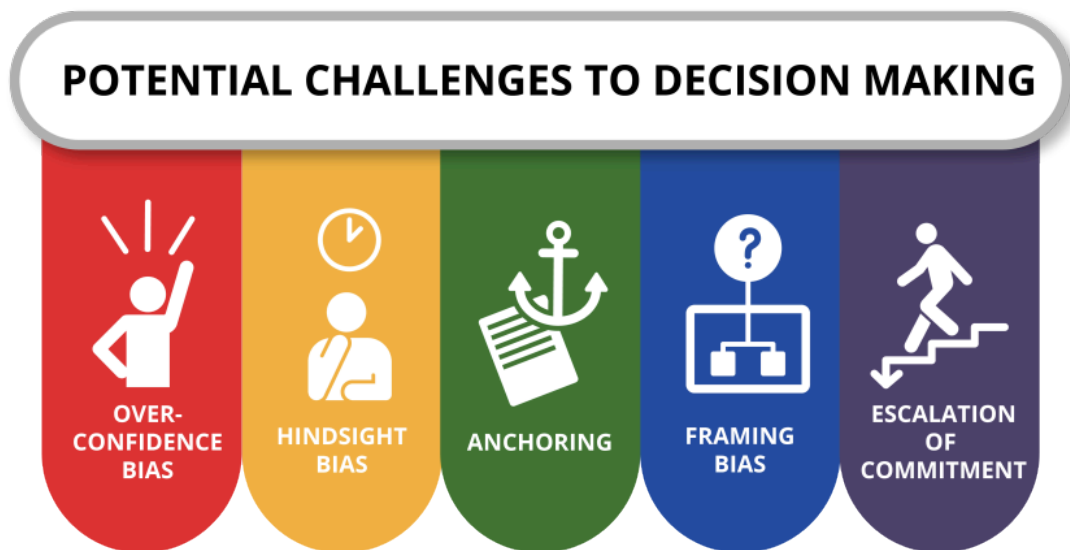 POTENTIAL CHALLENGES TO DECISION MAKING
OVER-
CONFIDENCE
BIAS
HINDSIGHT
BIAS
ANCHORING
?
FRAMING
BIAS
ESCALATION
OF
COMMITMENT